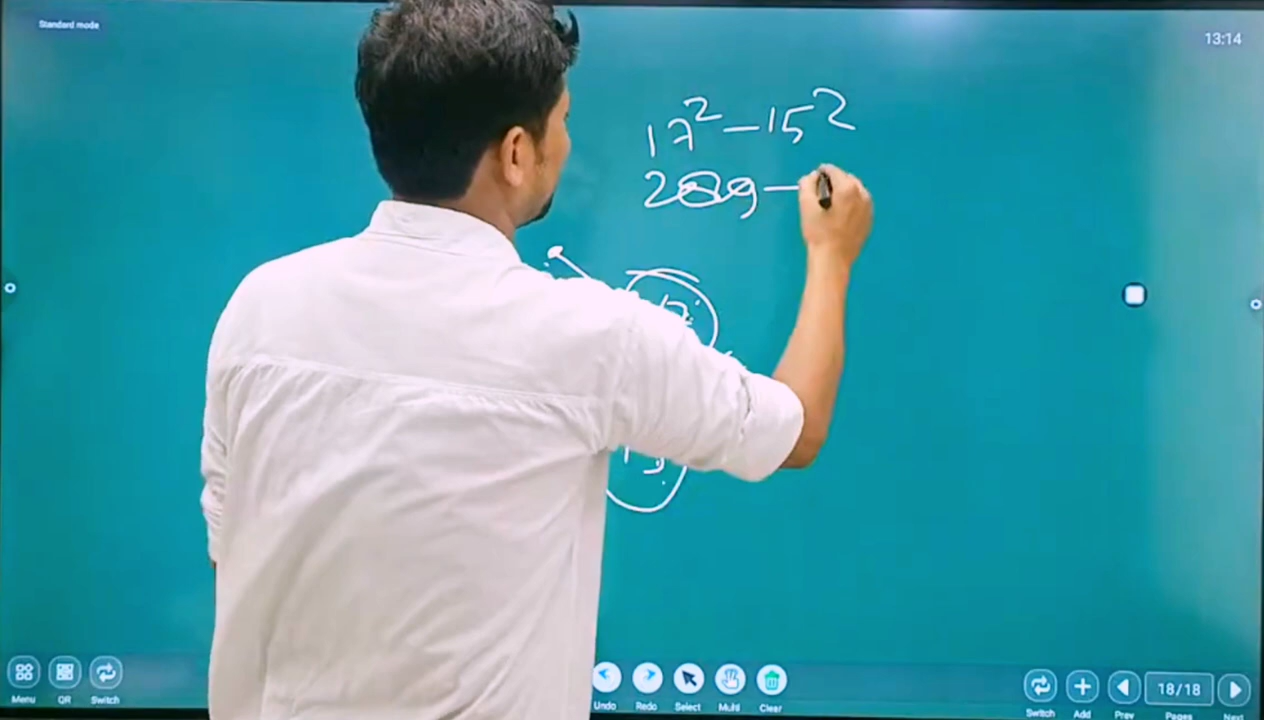 Standard mode
13:14
17² – 15²
289 –
Menu
QR
Switch
Undo
Redo
Select
Multi
Clear
Switch
Add
Prev
18/18
Pages
Next